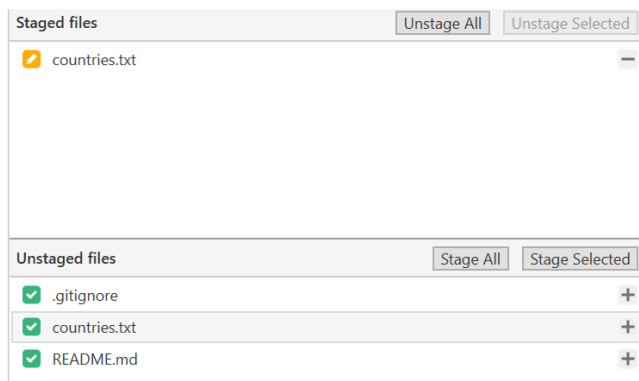 Staged files Unstage All Unstage Selected
countries.txt
Unstaged files Stage All Stage Selected
.gitignore
countries.txt
README.md